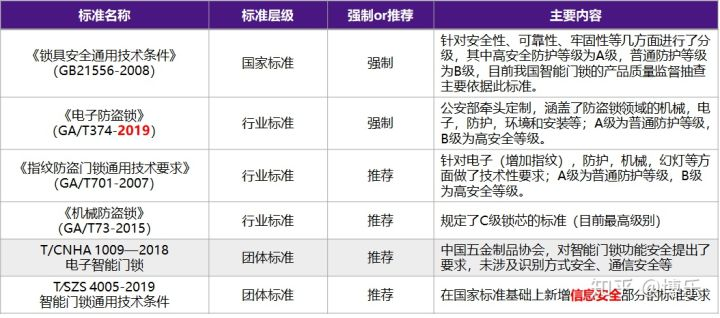 标准名称 标准层级 强制or推荐 主要内容
《锁具安全通用技术条件》
(GB21556-2008)
国家标准
强制
针对安全性、可靠性、牢固性等几方面进行了分
级，其中高安全防护等级为A级，普通防护等级
为B级，目前我国智能门锁的产品质量监督抽查
主要依据此标准。
《电子防盗锁》
(GA/T374-2019)
行业标准
强制
公安部牵头定制，涵盖了防盗锁领域的机械，电
子，防护，环境和安装等；A级为普通防护等级，
B级为高安全等级。
《指纹防盗门锁通用技术要求》
(GA/T701-2007)
行业标准
推荐
针对电子（增加指纹），防护，机械，幻灯等方
面做了技术性要求；A级为普通防护等级，B级
为高安全等级。
《机械防盗锁》
(GA/T73-2015)
行业标准
推荐
规定了C级锁芯的标准（目前最高级别）
T/CNHA 1009—2018
电子智能门锁
团体标准
推荐
中国五金制品协会，对智能门锁功能安全提出了
要求，未涉及识别方式安全、通信安全等
T/SZS 4005-2019
智能门锁通用技术条件
团体标准
推荐
在国家标准基础上新增信息安全部分的标准要求
知乎 @博乐